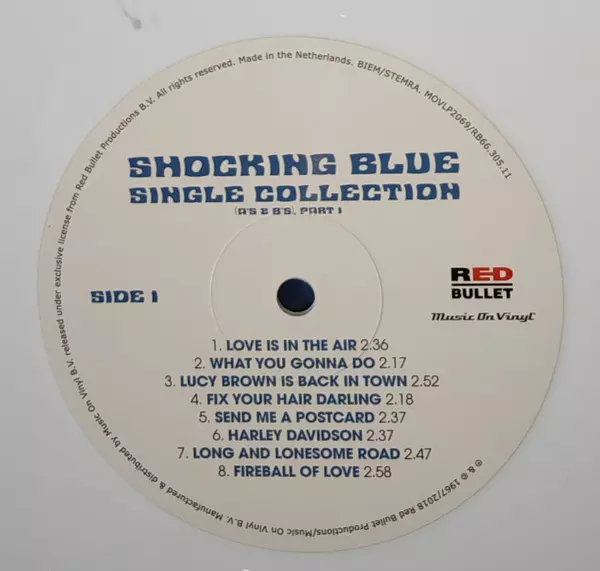 Manufactured & distributed by Music On Vinyl B.V. released under exclusive license from Red Bullet Productions B.V. All rights reserved. Made in the Netherlands. BIEM/STEMRA. MOVLP2069/RB66.305.11
SHOCKING BLUE
SINGLE COLLECTION
(A'S & B'S), PART 1
SIDE 1
RED
BULLET
Music On Vinyl
1. LOVE IS IN THE AIR 2.36
2. WHAT YOU GONNA DO 2.17
3. LUCY BROWN IS BACK IN TOWN 2.52
4. FIX YOUR HAIR DARLING 2.18
5. SEND ME A POSTCARD 2.37
6. HARLEY DAVIDSON 2.37
7. LONG AND LONESOME ROAD 2.47
8. FIREBALL OF LOVE 2.58
℗ & © 1967/2018 Red Bullet Productions/Music On Vinyl B.V.